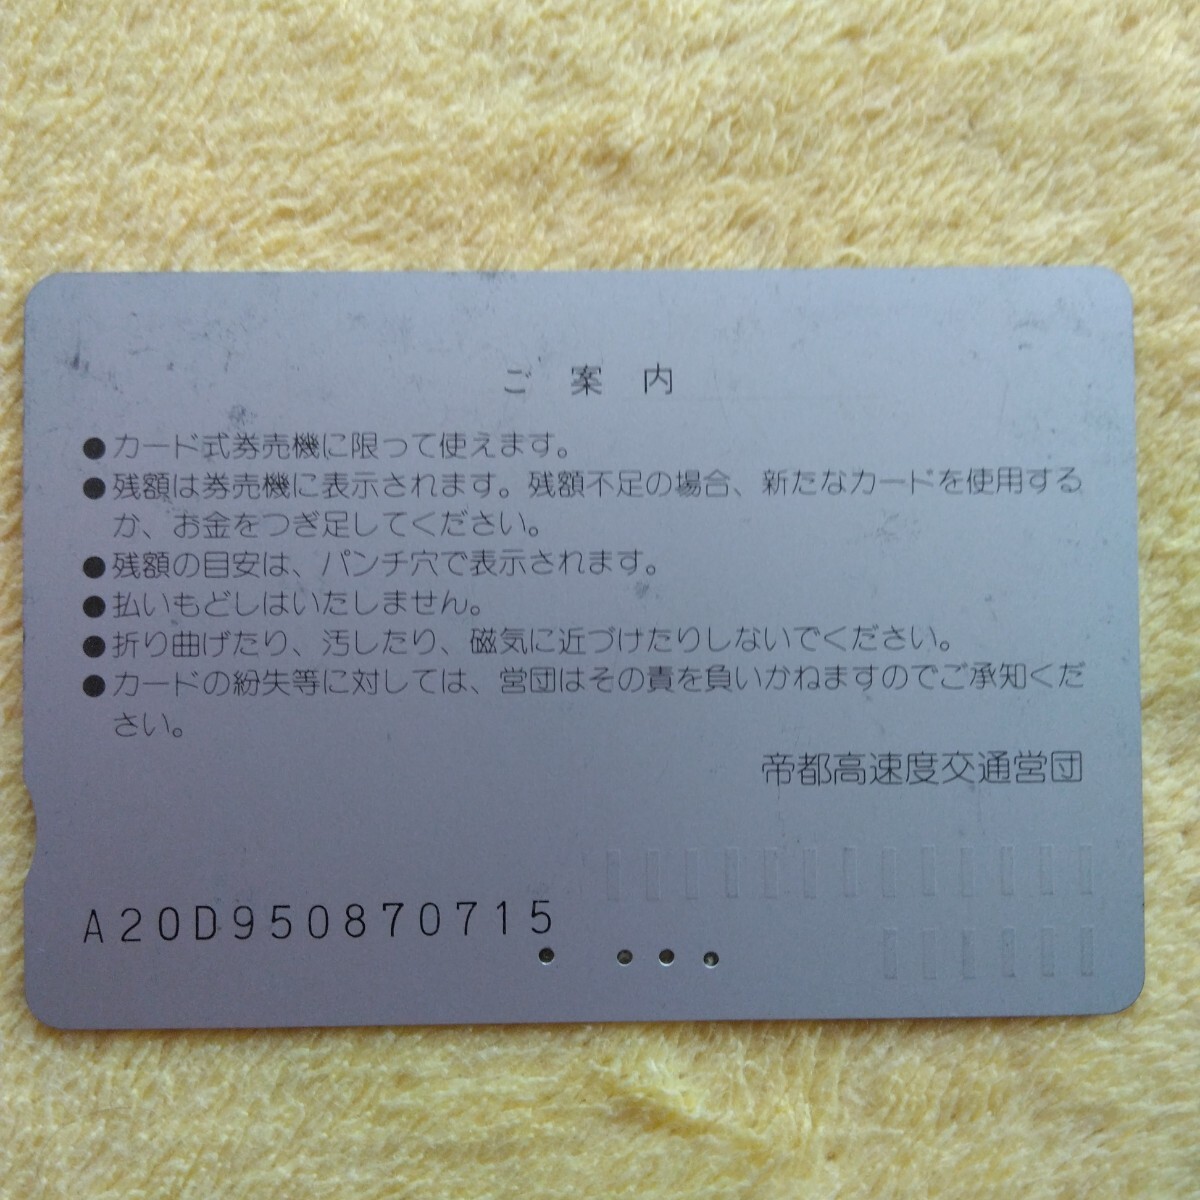 ご案内
●カード式券売機に限って使えます。
●残額は券売機に表示されます。残額不足の場合、新たなカードを使用する
か、お金をつぎ足してください。
●残額の目安は、パンチ穴で表示されます。
●払いもどしはいたしません。
●折り曲げたり、汚したり、磁気に近づけたりしないでください。
●カードの紛失等に対しては、営団はその責を負いかねますのでご承知くだ
さい。
帝都高速度交通営団
A20D950870715